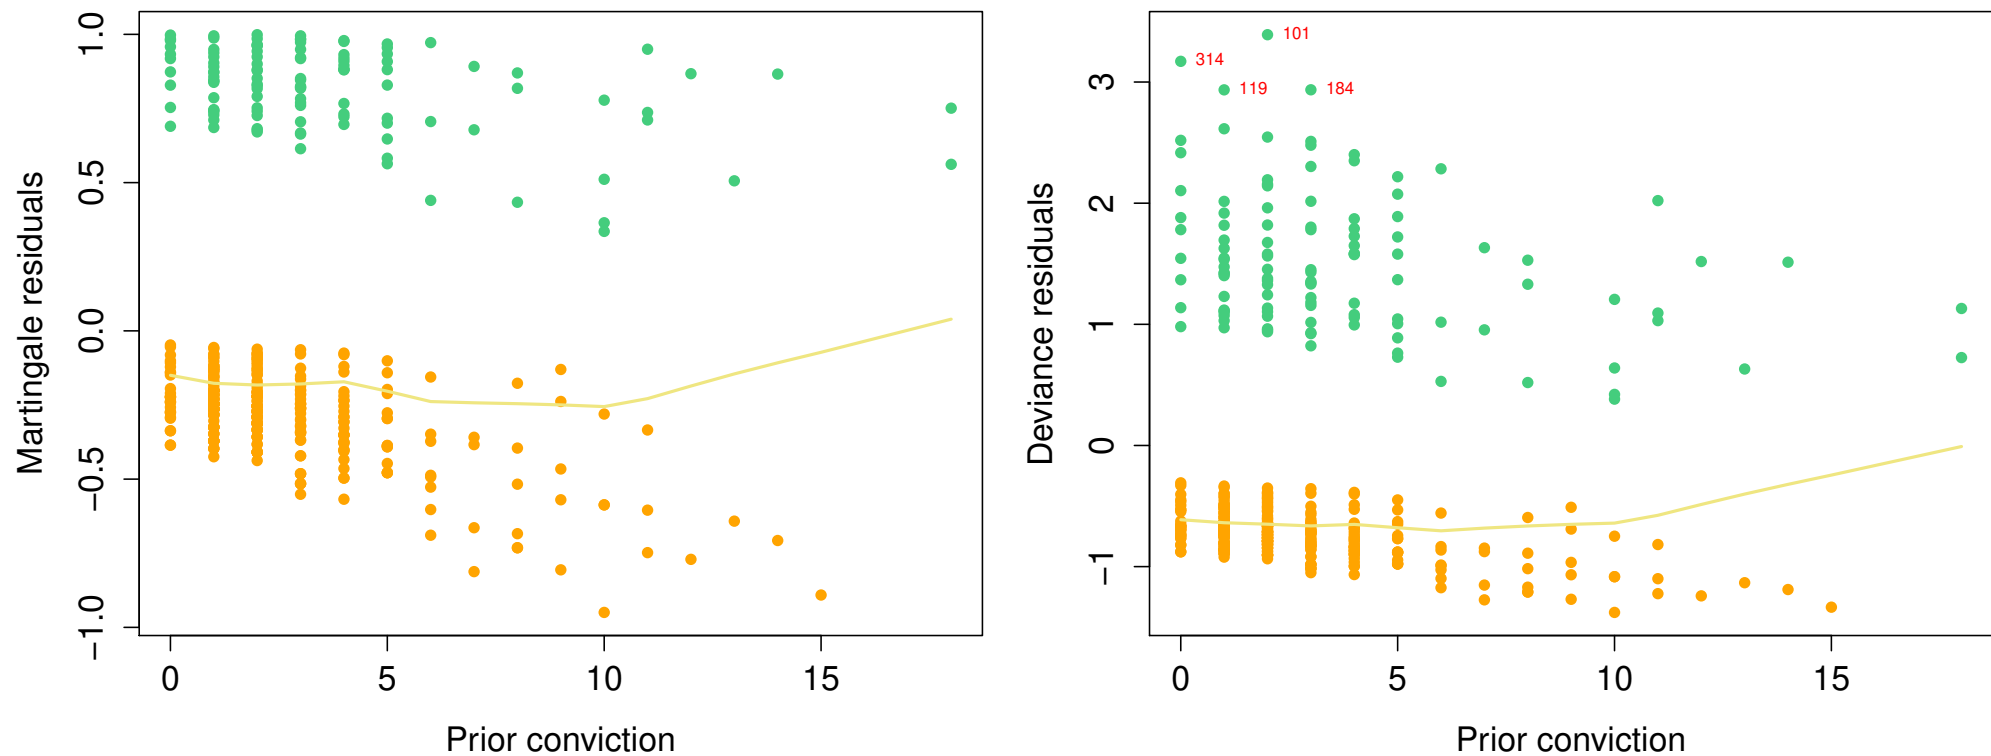 Martingale residuals
1.0
0.5
0.0
−0.5
−1.0
0 5 10 15
Prior conviction
Deviance residuals
3
2
1
0
−1
101
314
119
184
0 5 10 15
Prior conviction